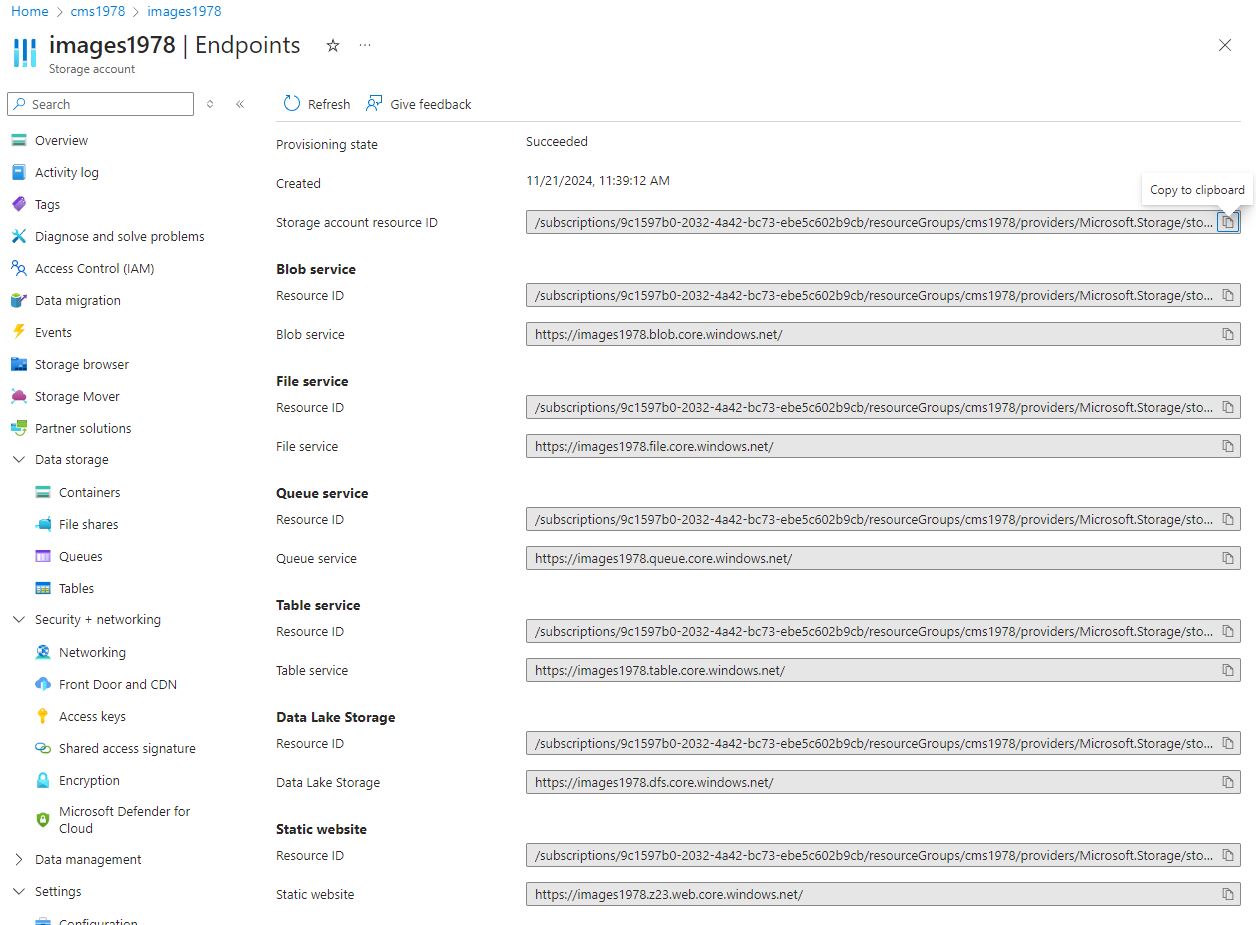 Home > cms1978 > images1978
images1978 | Endpoints ☆ ···
Storage account
Search
Refresh Give feedback
Overview
Activity log
Tags
Diagnose and solve problems
Access Control (IAM)
Data migration
Events
Storage browser
Storage Mover
Partner solutions
Data storage
Containers
File shares
Queues
Tables
Security + networking
Networking
Front Door and CDN
Access keys
Shared access signature
Encryption
Microsoft Defender for
Cloud
Data management
Settings
Configuration
Provisioning state Succeeded
Created 11/21/2024, 11:39:12 AM
Copy to clipboard
Storage account resource ID /subscriptions/9c1597b0-2032-4a42-bc73-ebe5c602b9cb/resourceGroups/cms1978/providers/Microsoft.Storage/sto...
Blob service
Resource ID /subscriptions/9c1597b0-2032-4a42-bc73-ebe5c602b9cb/resourceGroups/cms1978/providers/Microsoft.Storage/sto...
Blob service https://images1978.blob.core.windows.net/
File service
Resource ID /subscriptions/9c1597b0-2032-4a42-bc73-ebe5c602b9cb/resourceGroups/cms1978/providers/Microsoft.Storage/sto...
File service https://images1978.file.core.windows.net/
Queue service
Resource ID /subscriptions/9c1597b0-2032-4a42-bc73-ebe5c602b9cb/resourceGroups/cms1978/providers/Microsoft.Storage/sto...
Queue service https://images1978.queue.core.windows.net/
Table service
Resource ID /subscriptions/9c1597b0-2032-4a42-bc73-ebe5c602b9cb/resourceGroups/cms1978/providers/Microsoft.Storage/sto...
Table service https://images1978.table.core.windows.net/
Data Lake Storage
Resource ID /subscriptions/9c1597b0-2032-4a42-bc73-ebe5c602b9cb/resourceGroups/cms1978/providers/Microsoft.Storage/sto...
Data Lake Storage https://images1978.dfs.core.windows.net/
Static website
Resource ID /subscriptions/9c1597b0-2032-4a42-bc73-ebe5c602b9cb/resourceGroups/cms1978/providers/Microsoft.Storage/sto...
Static website https://images1978.z23.web.core.windows.net/